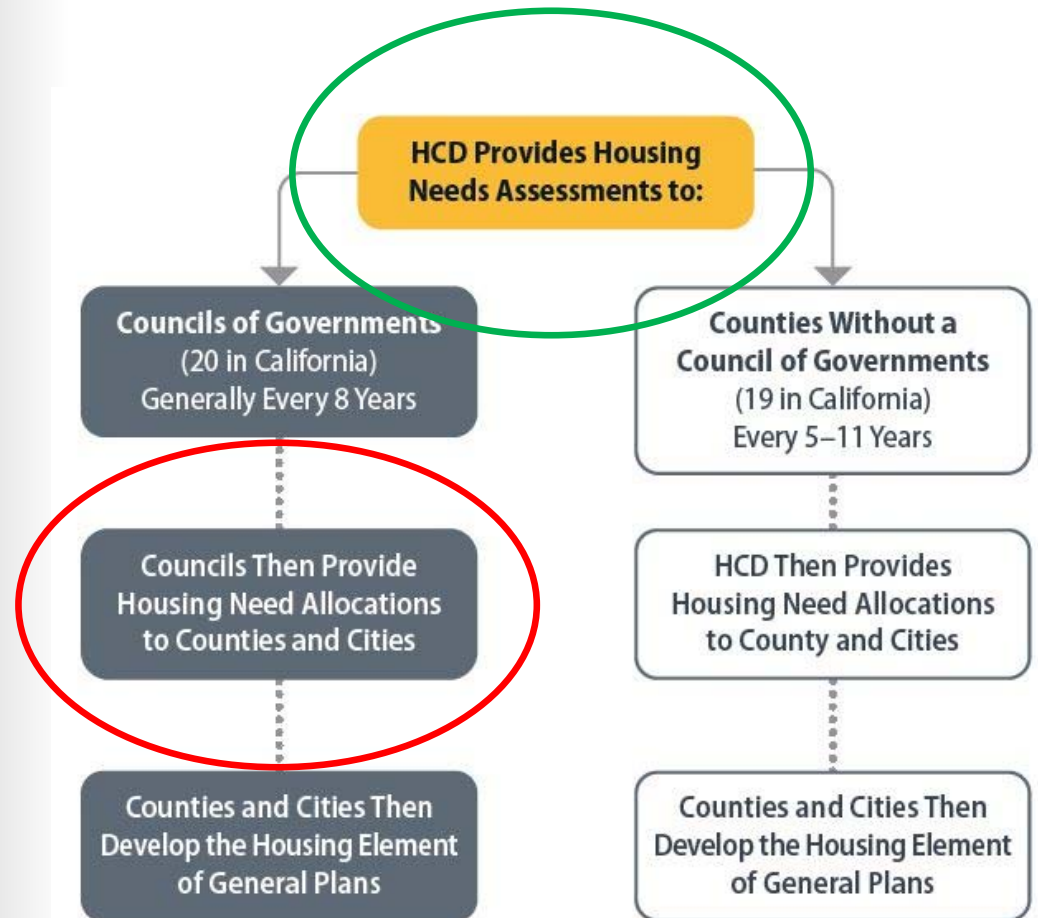 HCD Provides Housing
Needs Assessments to:
Councils of Governments
(20 in California)
Generally Every 8 Years
Counties Without a
Council of Governments
(19 in California)
Every 5–11 Years
Councils Then Provide
Housing Need Allocations
to Counties and Cities
HCD Then Provides
Housing Need Allocations
to County and Cities
Counties and Cities Then
Develop the Housing Element
of General Plans
Counties and Cities Then
Develop the Housing Element
of General Plans